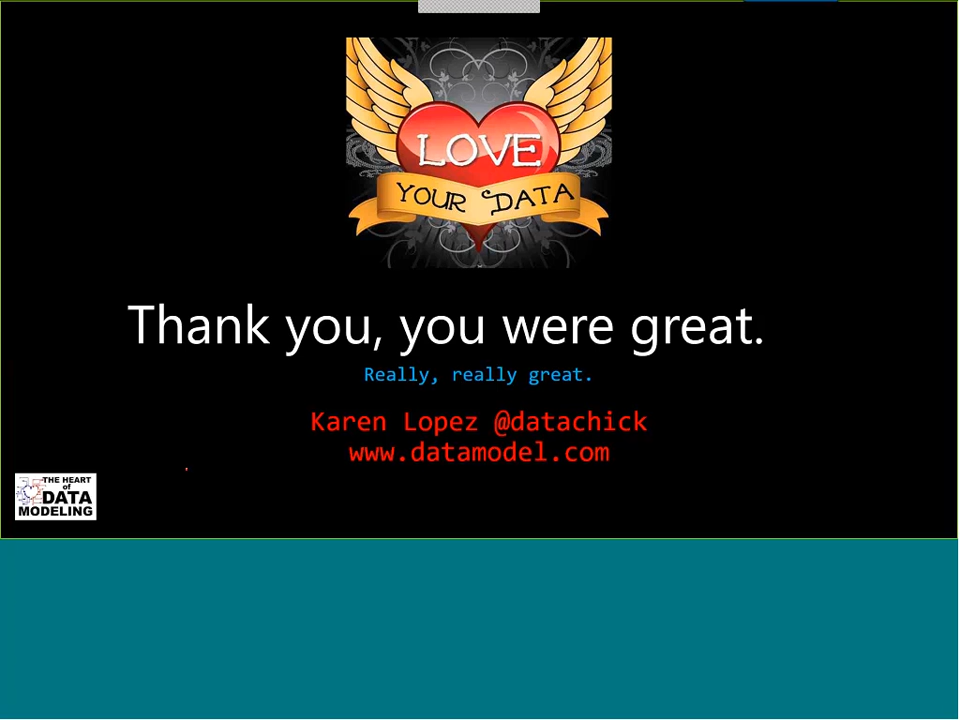 LOVE
YOUR DATA
Thank you, you were great.
Really, really great.
Karen Lopez @datachick
www.datamodel.com
THE HEART
of
DATA
MODELING